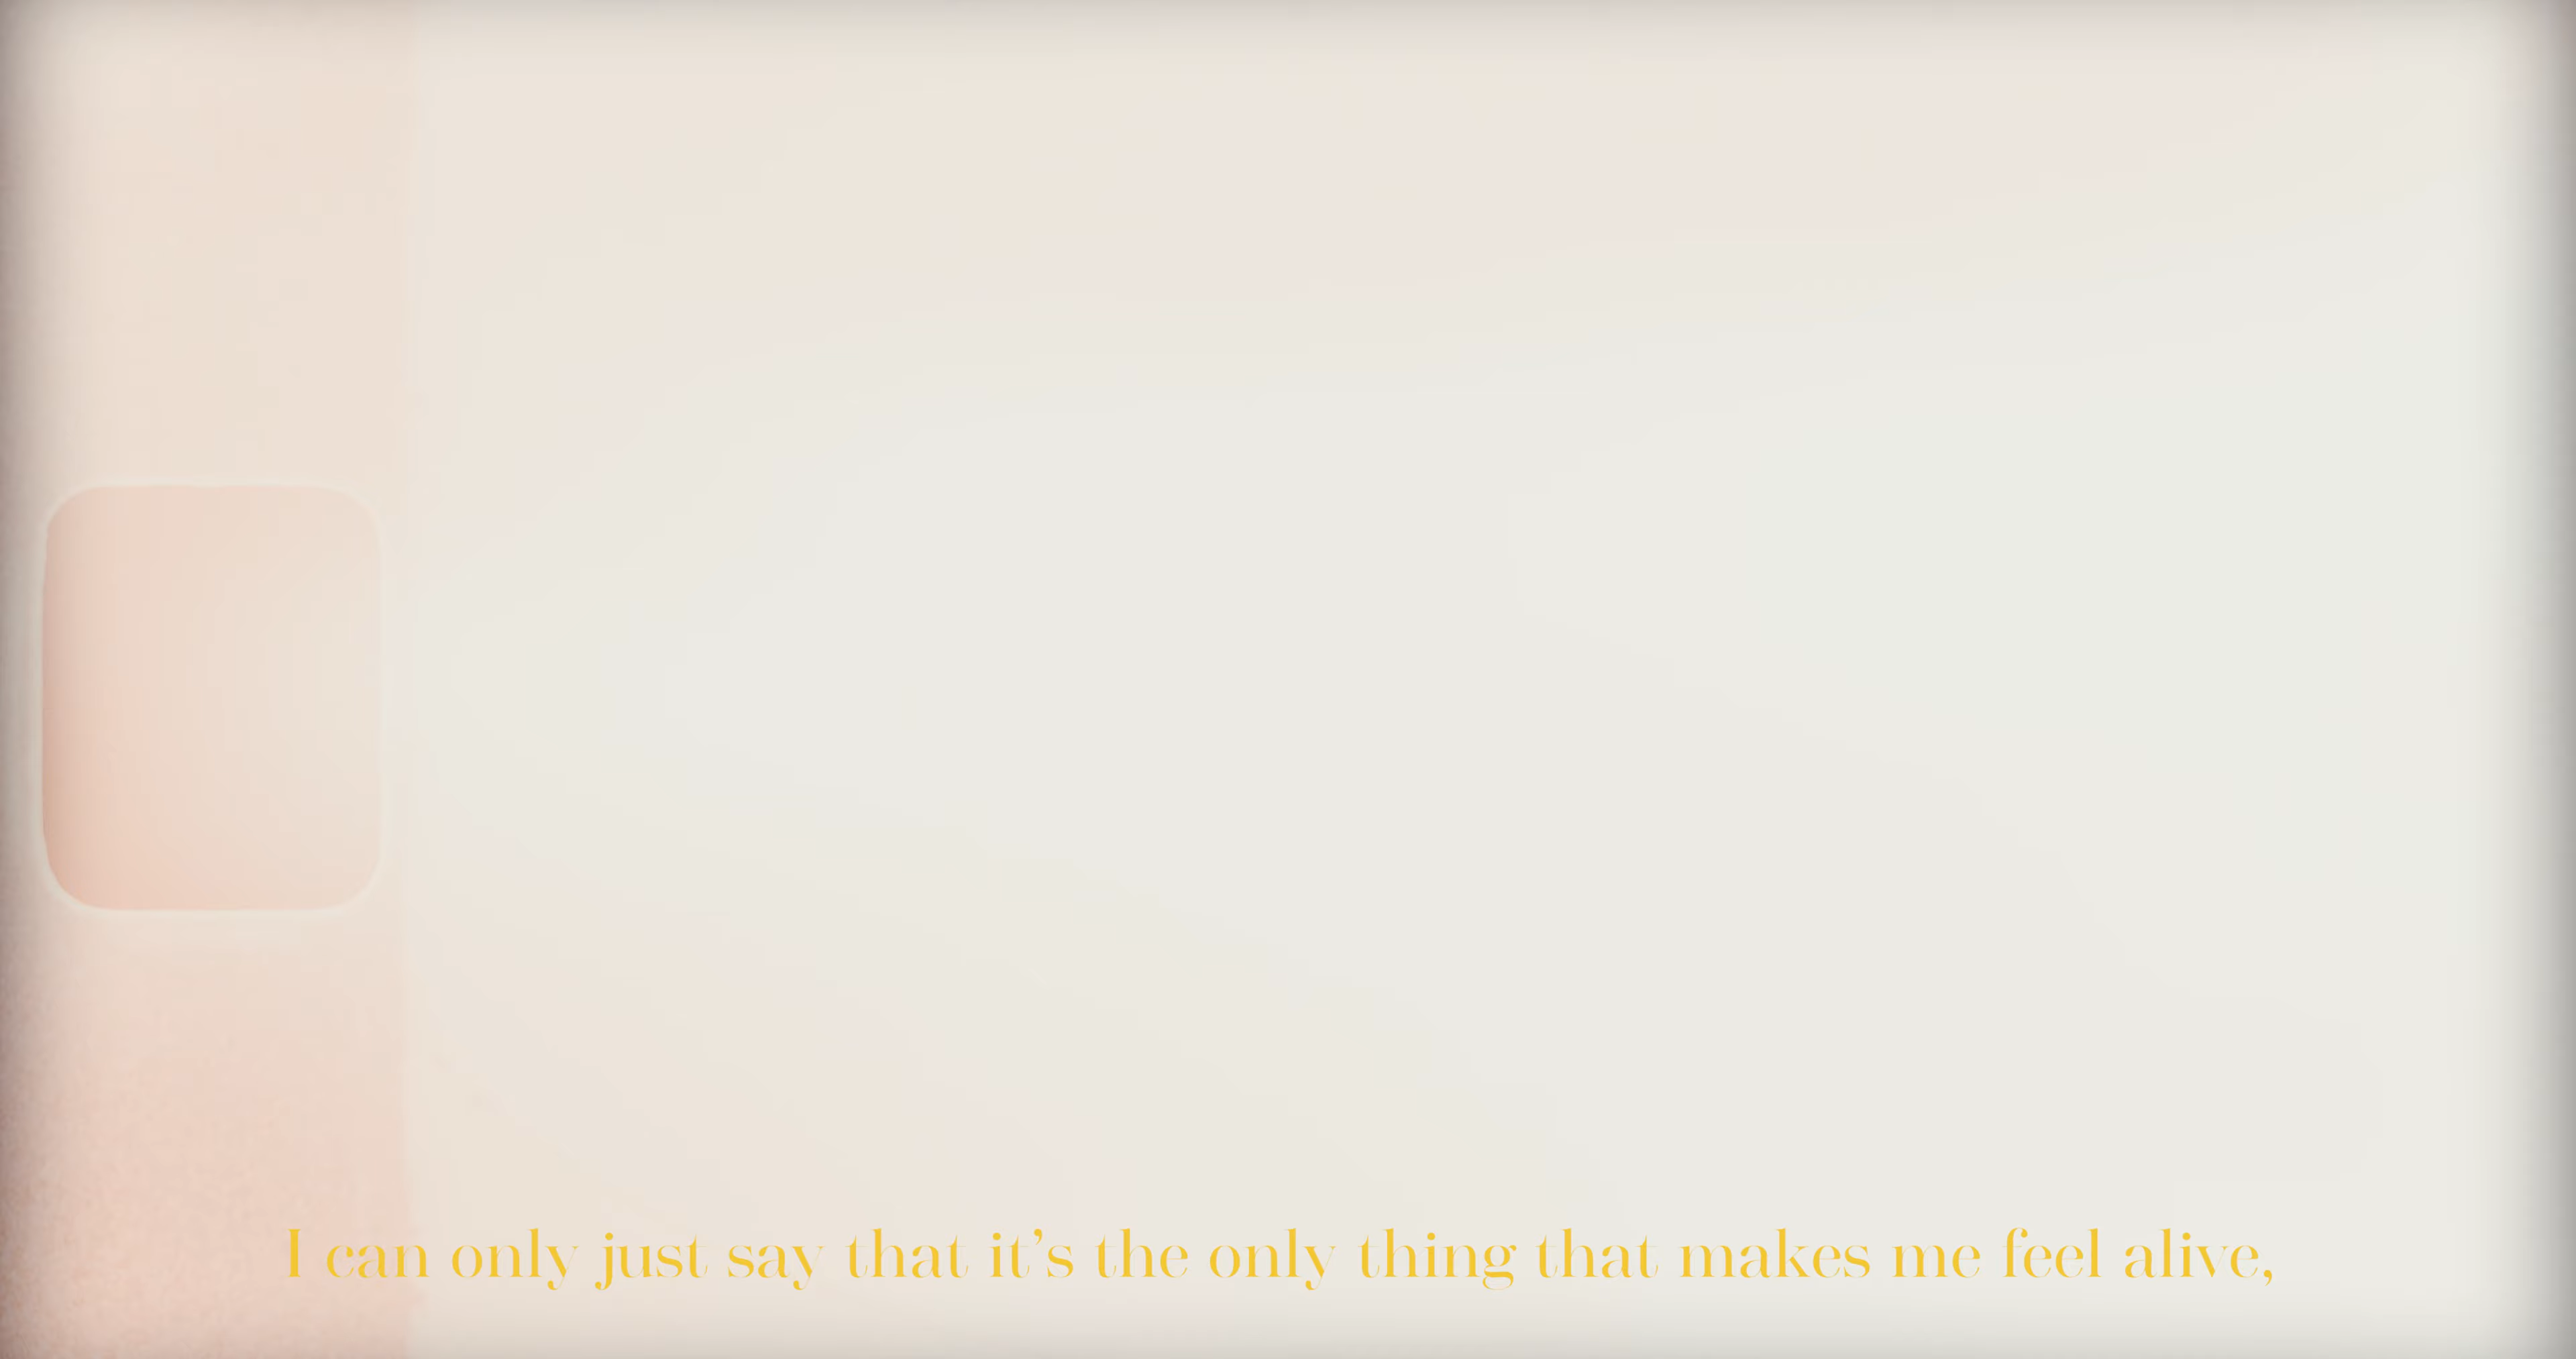 I can only just say that it’s the only thing that makes me feel alive,